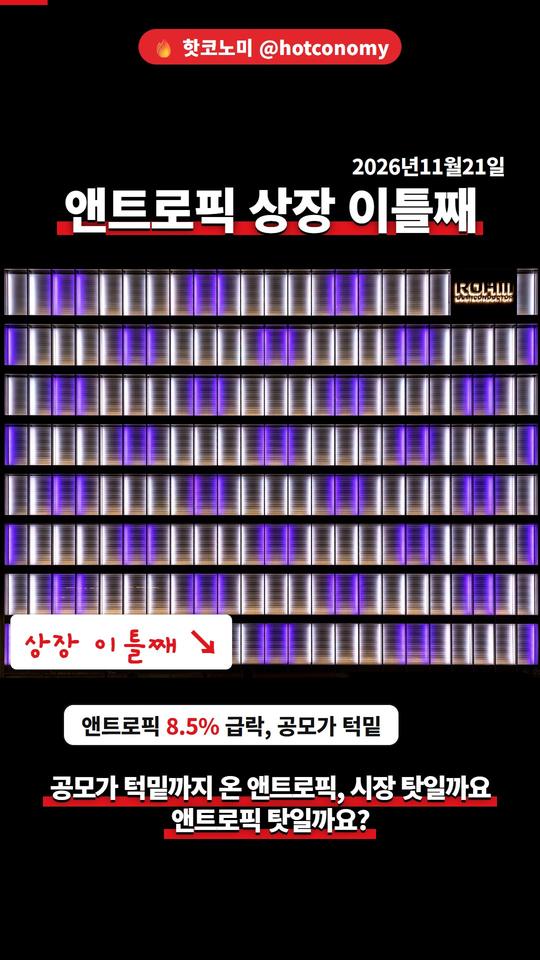 핫코노미 @hotconomy
2026년11월21일
앤트로픽 상장 이틀째
ROHM
SEMICONDUCTOR
상장 이틀째 ↘
앤트로픽 8.5% 급락, 공모가 턱밑
공모가 턱밑까지 온 앤트로픽, 시장 탓일까요
앤트로픽 탓일까요?